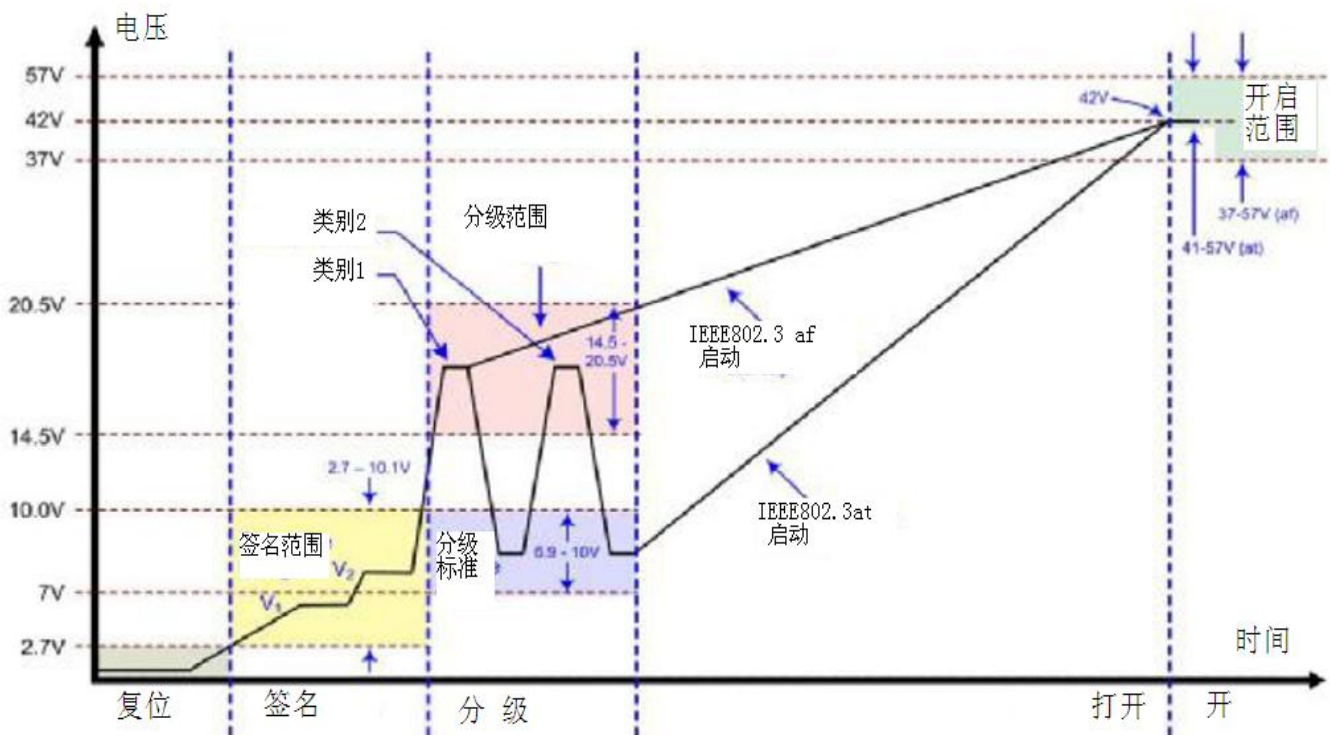 电压
57V
42V
37V
20.5V
14.5V
10.0V
7V
2.7V
42V
开启
范围
37-57V (af)
41-57V (at)
类别2
分级范围
类别1
14.5 -
20.5V
IEEE802.3 af
启动
2.7 – 10.1V
IEEE802.3at
启动
签名范围
V₁
V₂
分级
标准
6.9 - 10V
时间
复位
签名
分 级
打开
开